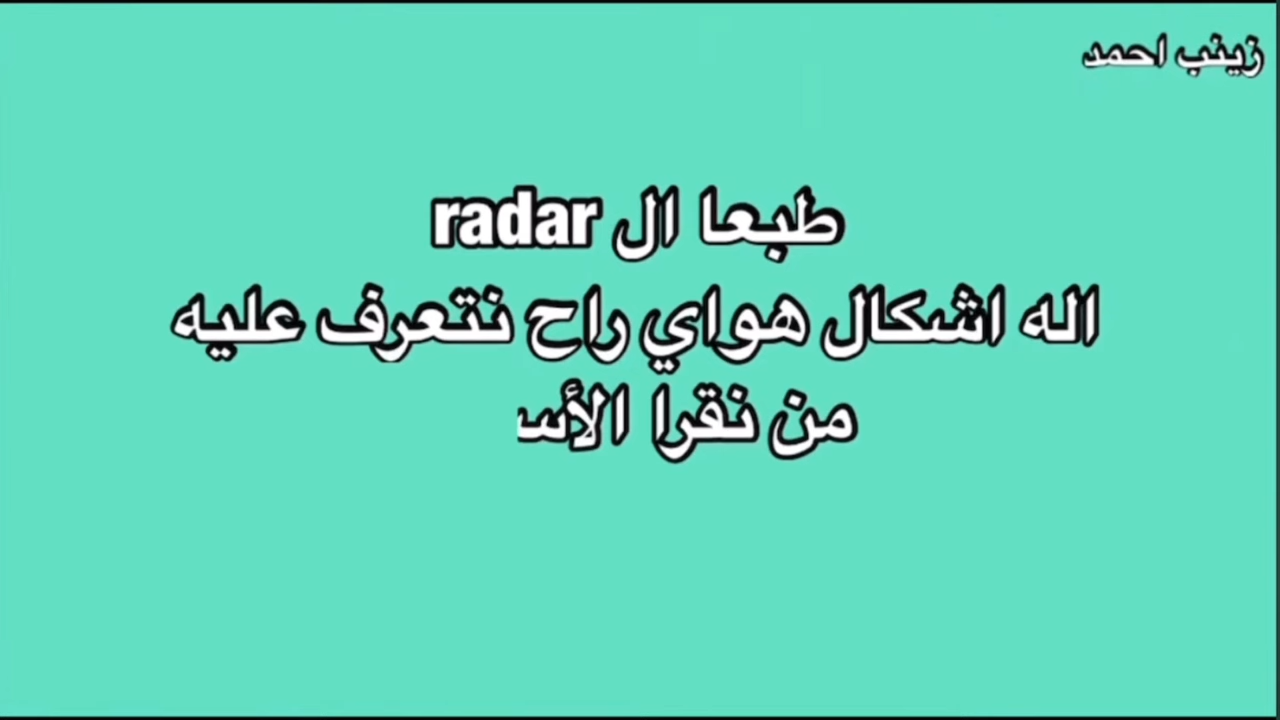 زينب احمد
طبعا ال radar
اله اشكال هواي راح نتعرف عليه
من نقرا